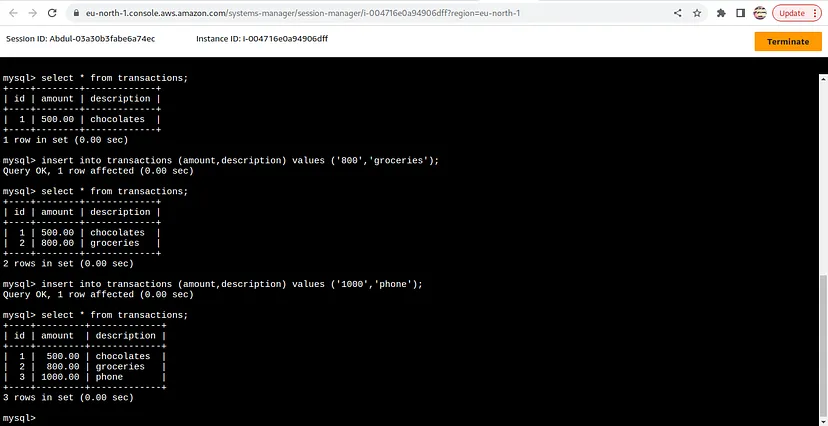 eu-north-1.console.aws.amazon.com/systems-manager/session-manager/i-004716e0a94906dff?region=eu-north-1
Update
Session ID: Abdul-03a30b3fabe6a74ec Instance ID: i-004716e0a94906dff
Terminate
mysql> select * from transactions;
+----+--------+-------------+
| id | amount | description |
+----+--------+-------------+
|  1 | 500.00 | chocolates  |
+----+--------+-------------+
1 row in set (0.00 sec)
mysql> insert into transactions (amount,description) values ('800','groceries');
Query OK, 1 row affected (0.00 sec)
mysql> select * from transactions;
+----+--------+-------------+
| id | amount | description |
+----+--------+-------------+
|  1 | 500.00 | chocolates  |
|  2 | 800.00 | groceries   |
+----+--------+-------------+
2 rows in set (0.00 sec)
mysql> insert into transactions (amount,description) values ('1000','phone');
Query OK, 1 row affected (0.00 sec)
mysql> select * from transactions;
+----+---------+-------------+
| id | amount  | description |
+----+---------+-------------+
|  1 |  500.00 | chocolates  |
|  2 |  800.00 | groceries   |
|  3 | 1000.00 | phone       |
+----+---------+-------------+
3 rows in set (0.00 sec)
mysql>